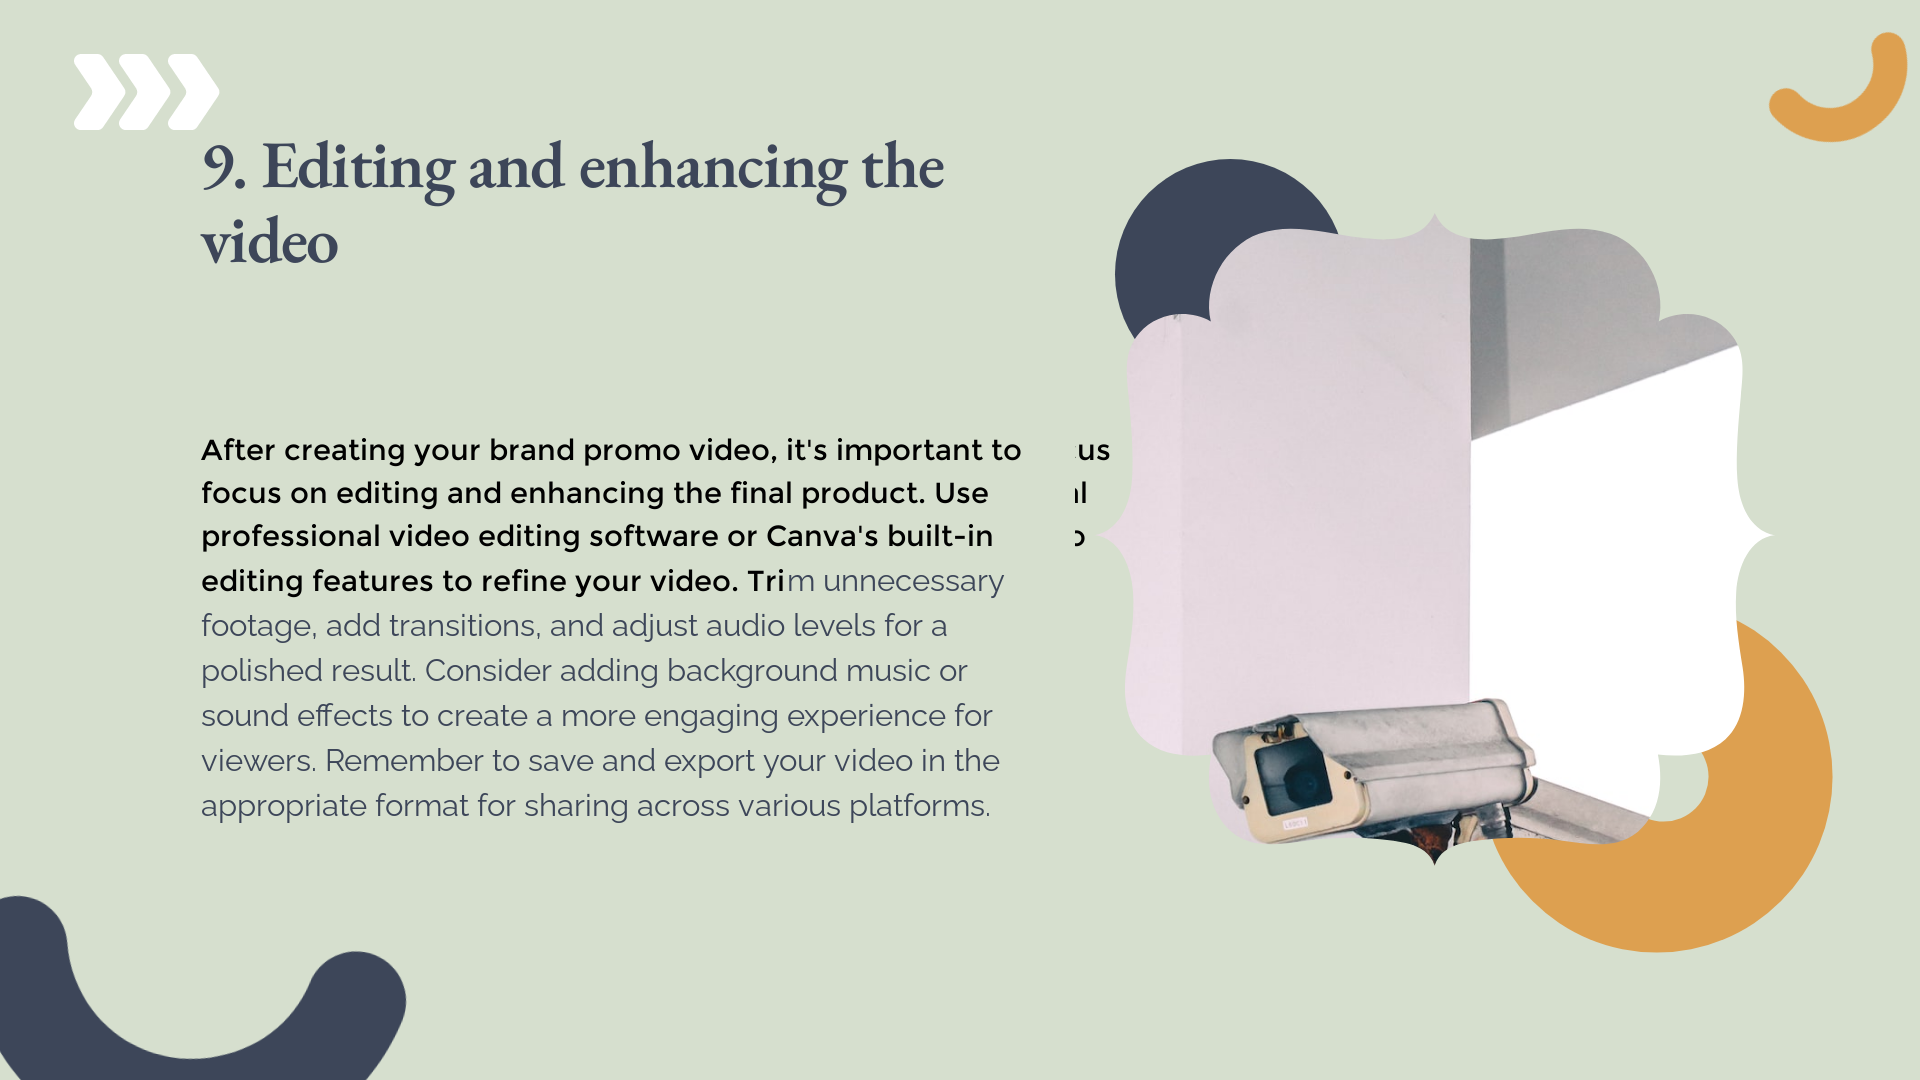 9. Editing and enhancing the
video
After creating your brand promo video, it's important to
focus on editing and enhancing the final product. Use
professional video editing software or Canva's built-in
editing features to refine your video. Trim unnecessary
footage, add transitions, and adjust audio levels for a
polished result. Consider adding background music or
sound effects to create a more engaging experience for
viewers. Remember to save and export your video in the
appropriate format for sharing across various platforms.